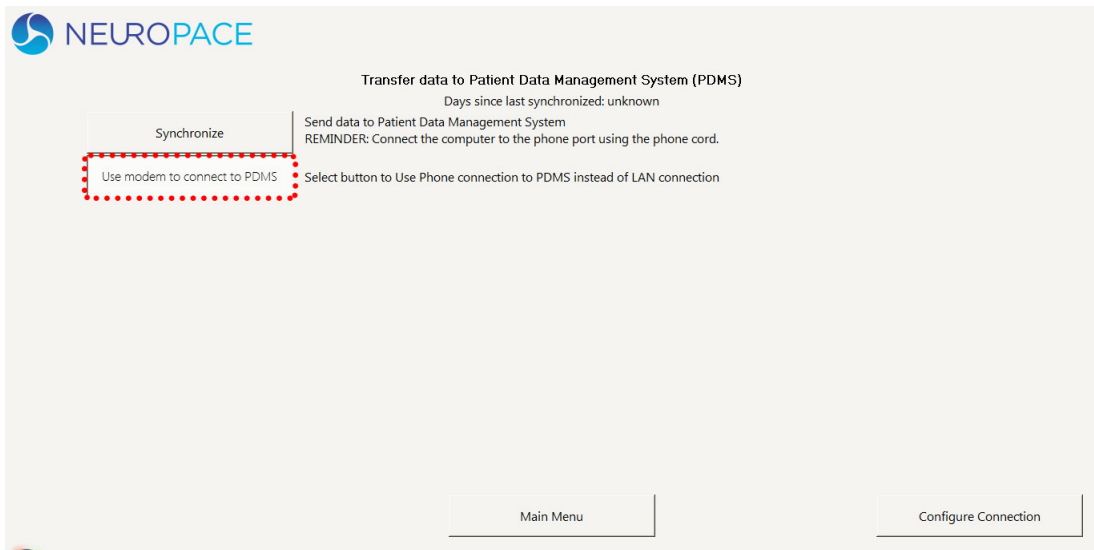 NEUROPACE
Transfer data to Patient Data Management System (PDMS)
Days since last synchronized: unknown
Synchronize
Send data to Patient Data Management System
REMINDER: Connect the computer to the phone port using the phone cord.
Use modem to connect to PDMS
Select button to Use Phone connection to PDMS instead of LAN connection
Main Menu
Configure Connection